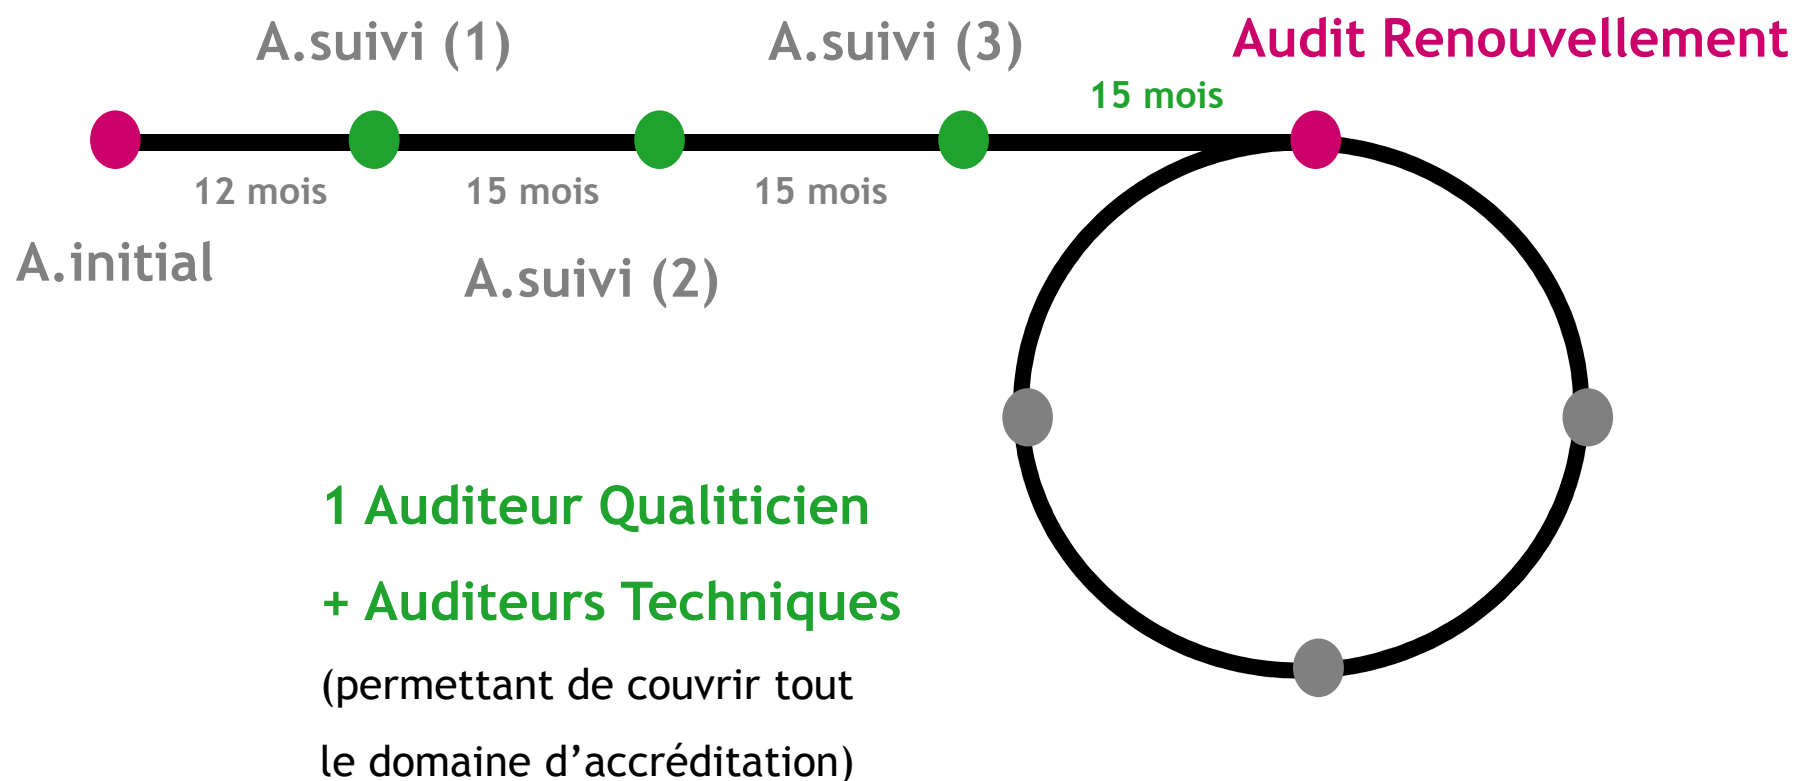 A.suivi (1)
A.suivi (3)
Audit Renouvellement
15 mois
12 mois
15 mois
15 mois
A.initial
A.suivi (2)
1 Auditeur Qualiticien
+ Auditeurs Techniques
(permettant de couvrir tout
le domaine d’accréditation)